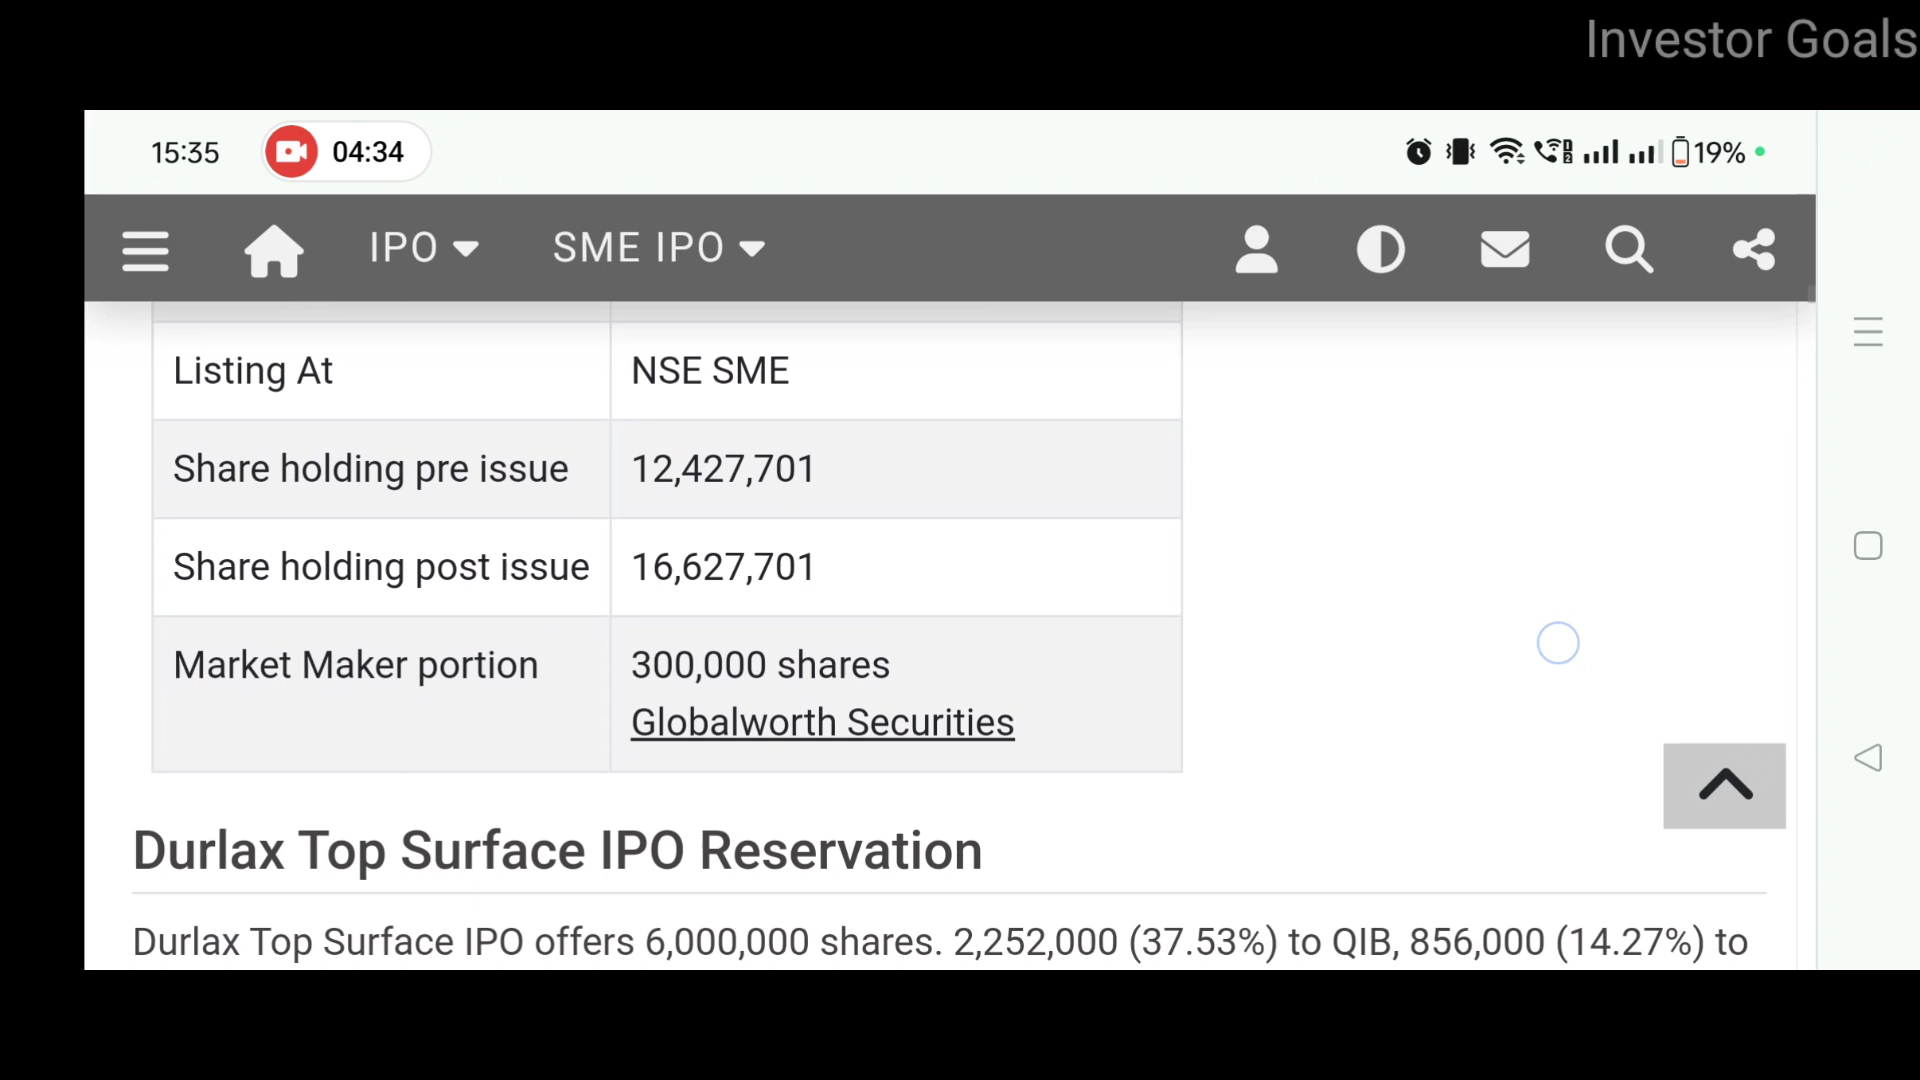 Investor Goals
15:35 04:34 19%
IPO SME IPO
Listing At NSE SME
Share holding pre issue 12,427,701
Share holding post issue 16,627,701
Market Maker portion 300,000 shares
Globalworth Securities
Durlax Top Surface IPO Reservation
Durlax Top Surface IPO offers 6,000,000 shares. 2,252,000 (37.53%) to QIB, 856,000 (14.27%) to